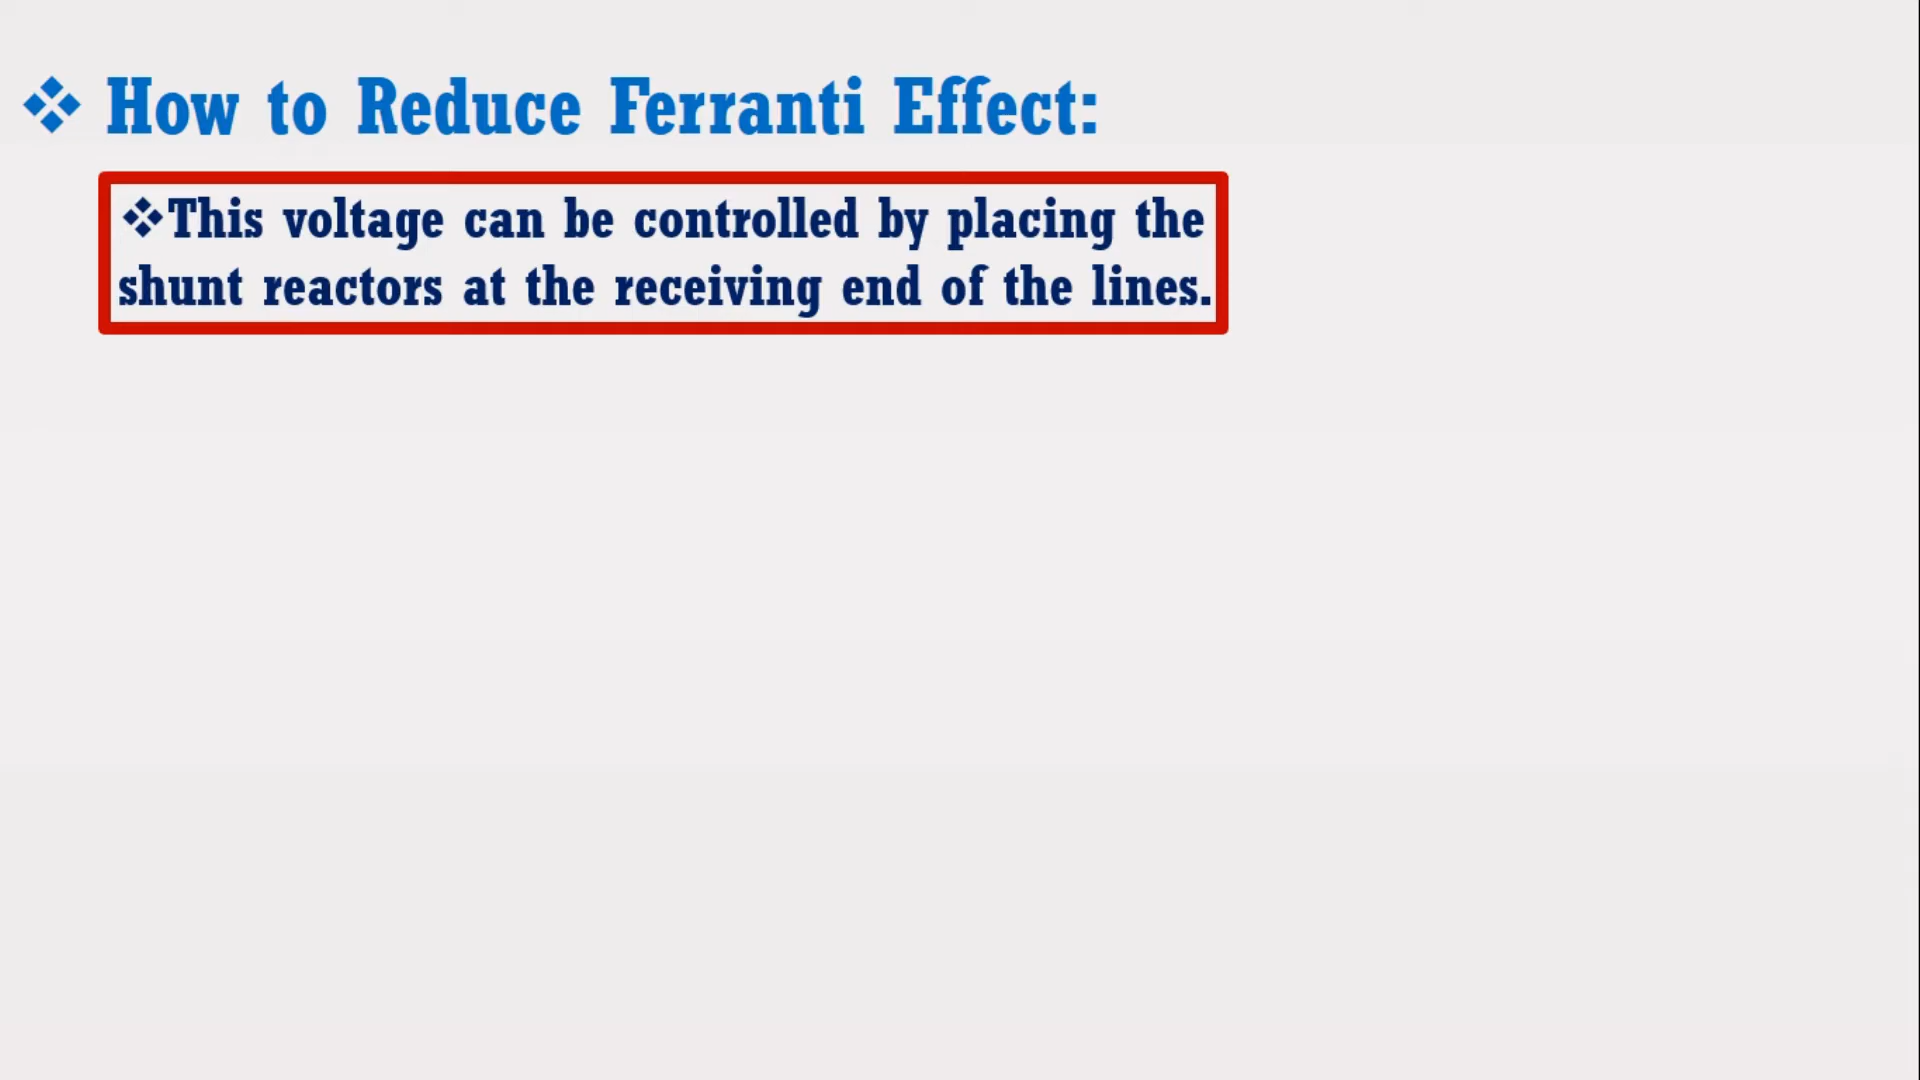 ❖ How to Reduce Ferranti Effect:
❖This voltage can be controlled by placing the
shunt reactors at the receiving end of the lines.